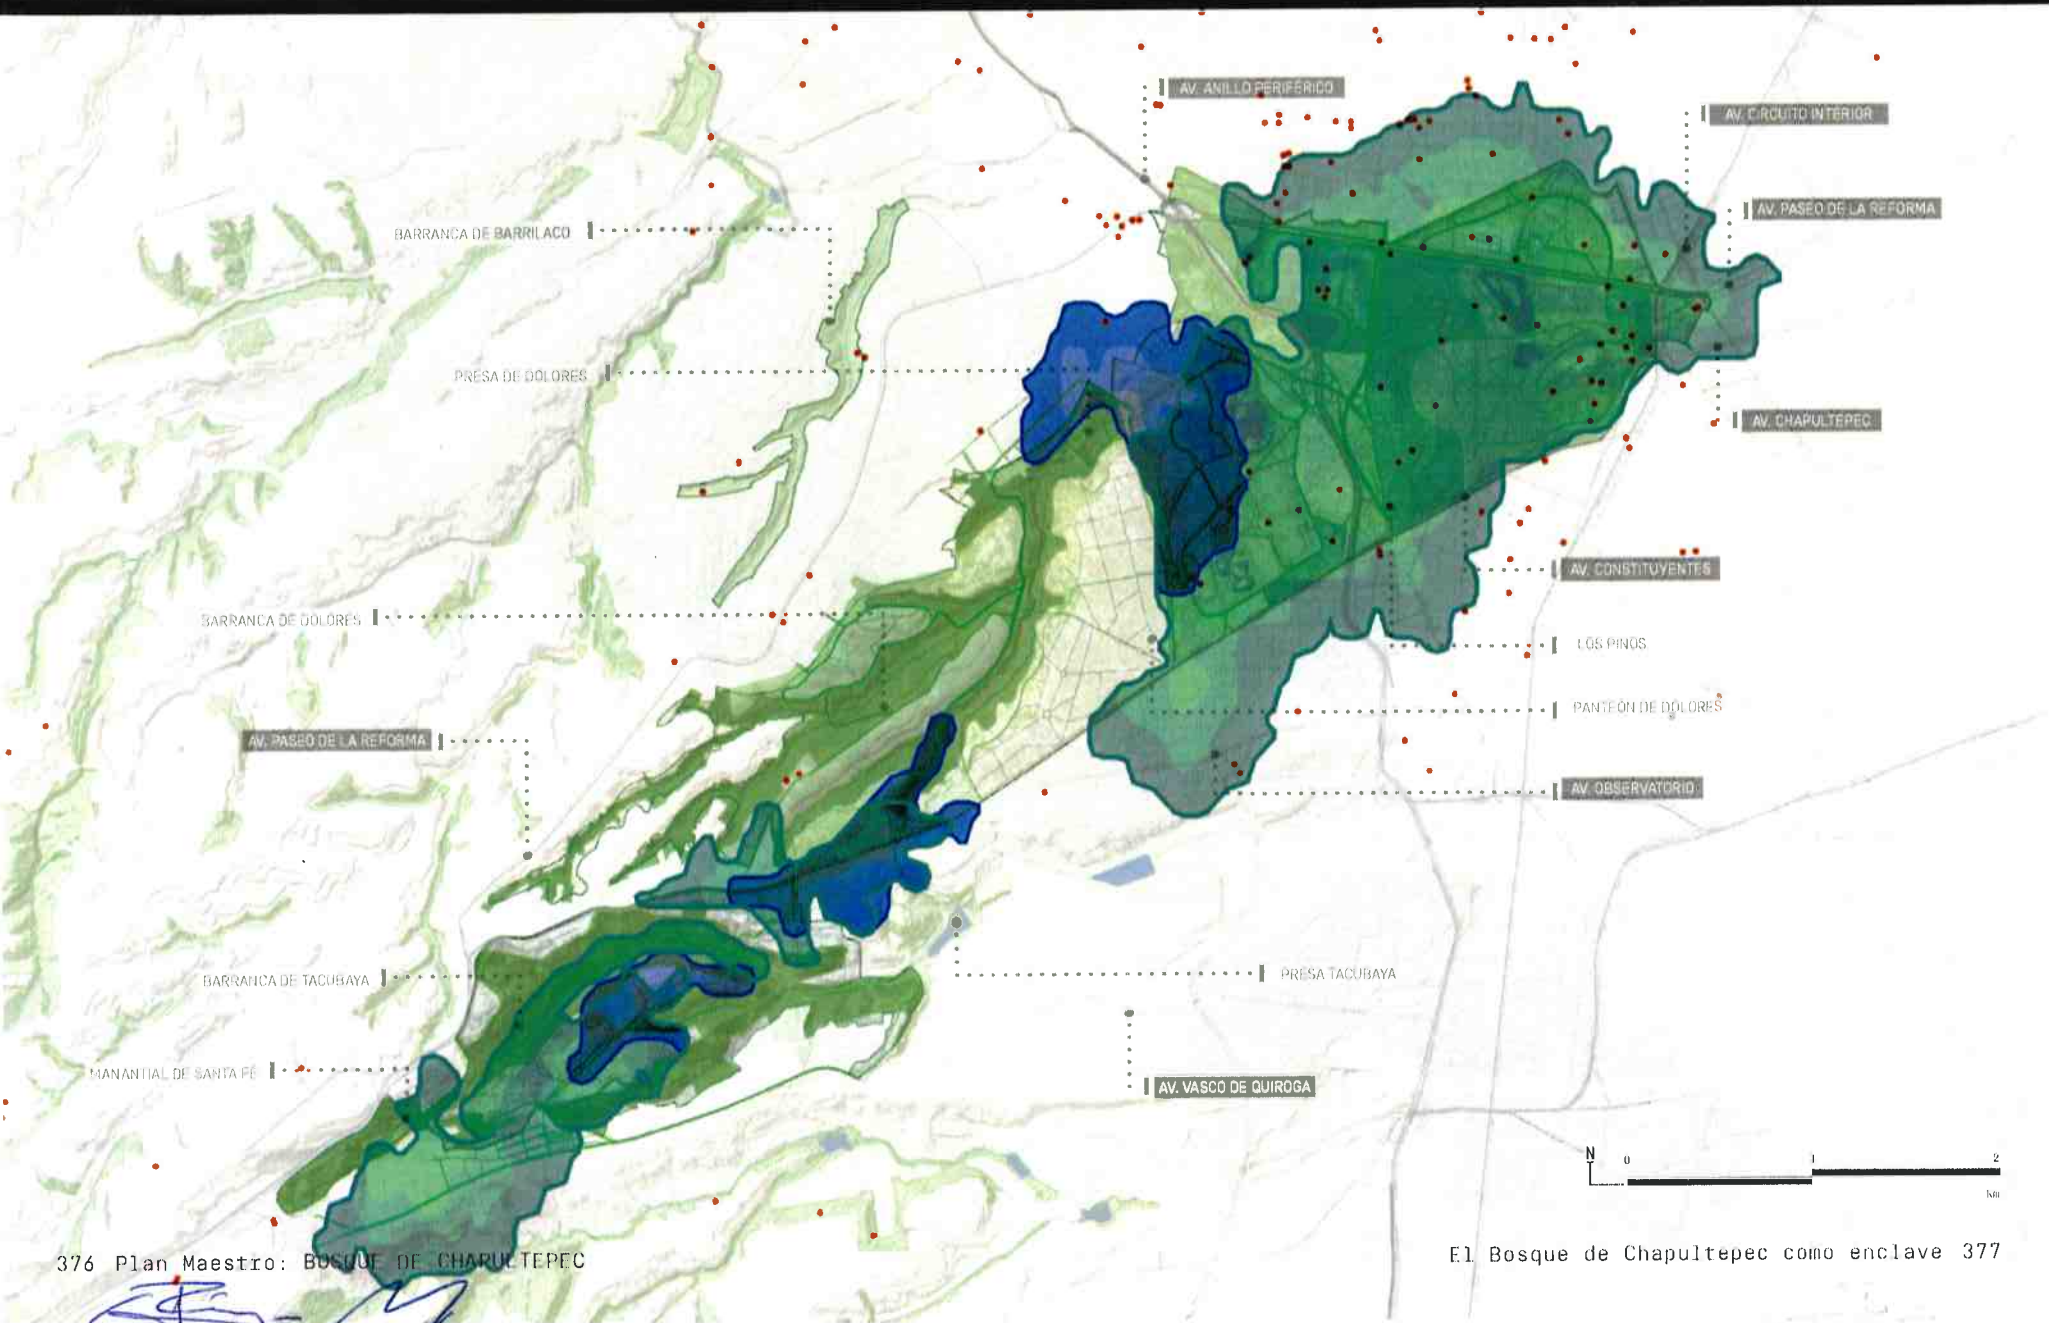 AV. ANILLO PERIFÉRICO
AV. CIRCUITO INTERIOR
AV. PASEO DE LA REFORMA
BARRANCA DE BARRILACO
PRESA DE DOLORES
AV. CHAPULTEPEC
AV. CONSTITUYENTES
BARRANCA DE DOLORES
LOS PINOS
PANTEÓN DE DOLORES
AV. PASEO DE LA REFORMA
AV. OBSERVATORIO
BARRANCA DE TACUBAYA
PRESA TACUBAYA
MANANTIAL DE SANTA FÉ
AV. VASCO DE QUIROGA
N
0 1 2
Km
376 Plan Maestro: BOSQUE DE CHAPULTEPEC
El Bosque de Chapultepec como enclave 377